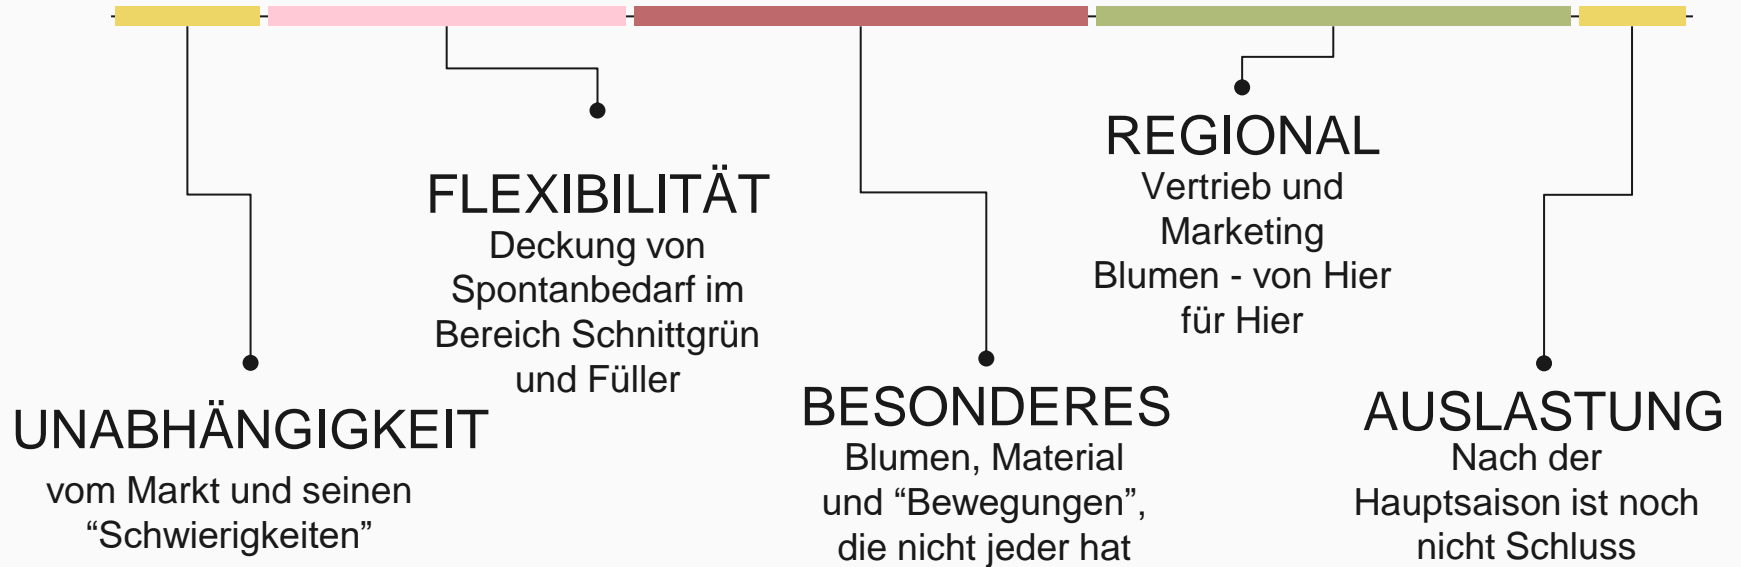 UNABHÄNGIGKEIT
vom Markt und seinen
“Schwierigkeiten”
FLEXIBILITÄT
Deckung von
Spontanbedarf im
Bereich Schnittgrün
und Füller
BESONDERES
Blumen, Material
und “Bewegungen”,
die nicht jeder hat
REGIONAL
Vertrieb und
Marketing
Blumen - von Hier
für Hier
AUSLASTUNG
Nach der
Hauptsaison ist noch
nicht Schluss